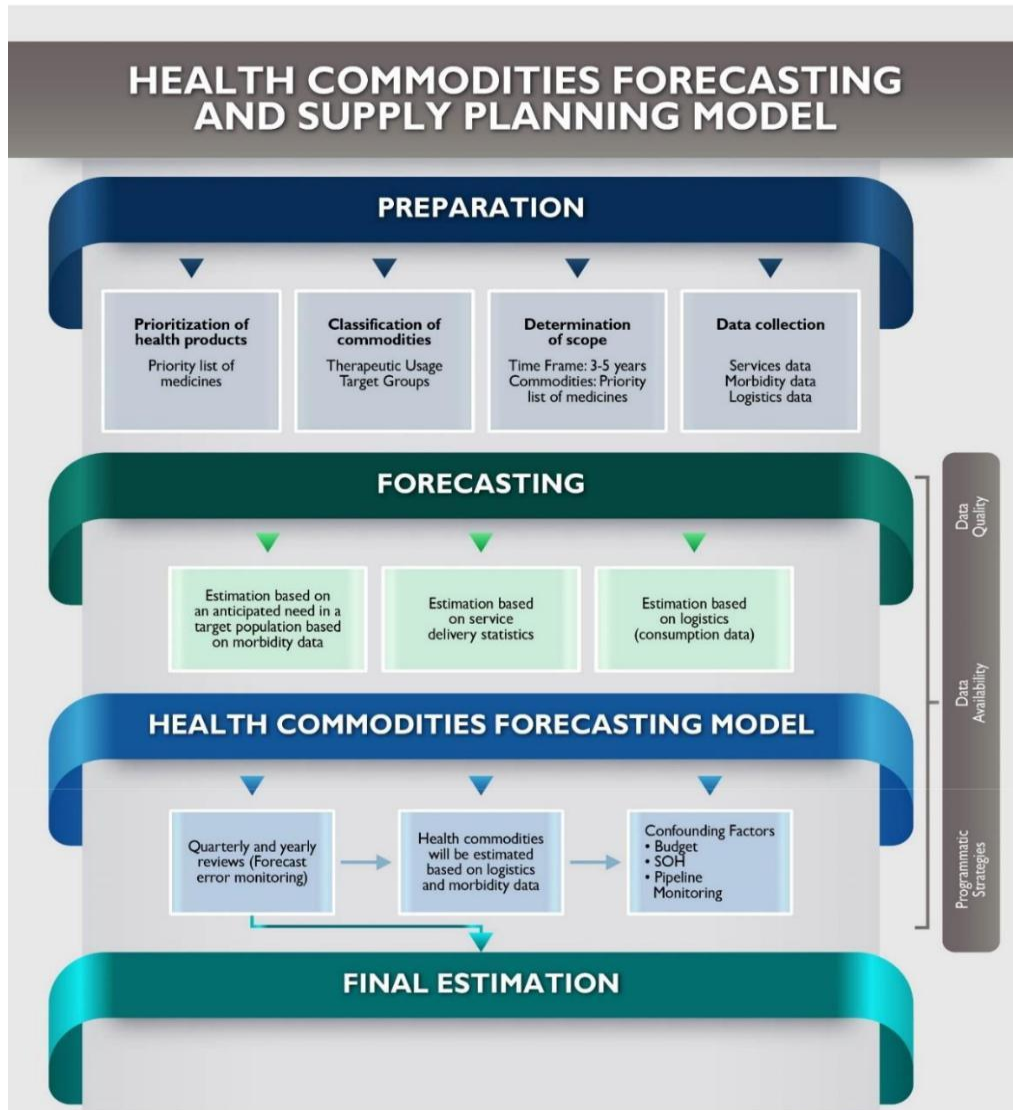 HEALTH COMMODITIES FORECASTING
AND SUPPLY PLANNING MODEL
PREPARATION
Prioritization of
health products
Priority list of
medicines
Classification of
commodities
Therapeutic Usage
Target Groups
Determination
of scope
Time Frame: 3-5 years
Commodities: Priority
list of medicines
Data collection
Services data
Morbidity data
Logistics data
FORECASTING
Estimation based on
an anticipated need in a
target population based
on morbidity data
Estimation based
on service
delivery statistics
Estimation based
on logistics
(consumption data)
HEALTH COMMODITIES FORECASTING MODEL
Quarterly and yearly
reviews (Forecast
error monitoring)
Health commodities
will be estimated
based on logistics
and morbidity data
Confounding Factors
• Budget
• SOH
• Pipeline
Monitoring
FINAL ESTIMATION
Data
Quality
Data
Availability
Programmatic
Strategies